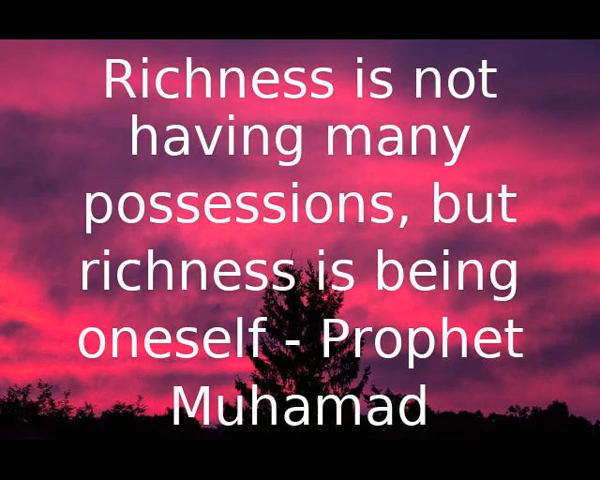 Richness is not
having many
possessions, but
richness is being
oneself - Prophet
Muhamad